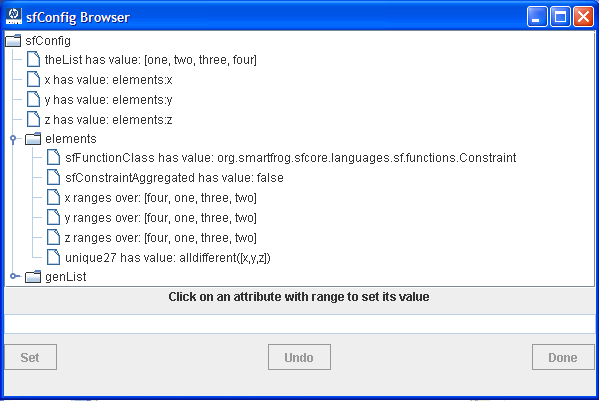 sfConfig Browser
sfConfig
theList has value: [one, two, three, four]
x has value: elements:x
y has value: elements:y
z has value: elements:z
elements
sfFunctionClass has value: org.smartfrog.sfcore.languages.sf.functions.Constraint
sfConstraintAggregated has value: false
x ranges over: [four, one, three, two]
y ranges over: [four, one, three, two]
z ranges over: [four, one, three, two]
unique27 has value: alldifferent([x,y,z])
genList
Click on an attribute with range to set its value
Set Undo Done